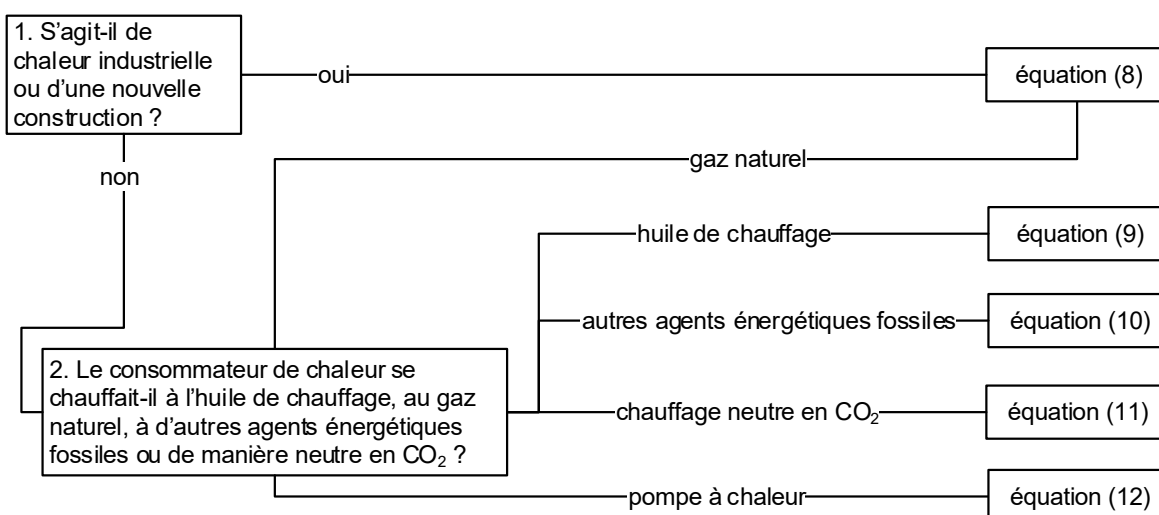 1. S’agit-il de
chaleur industrielle
ou d’une nouvelle
construction ?
oui
équation (8)
gaz naturel
non
huile de chauffage
équation (9)
autres agents énergétiques fossiles
équation (10)
2. Le consommateur de chaleur se
chauffait-il à l’huile de chauffage, au gaz
naturel, à d’autres agents énergétiques
fossiles ou de manière neutre en CO₂ ?
chauffage neutre en CO₂
équation (11)
pompe à chaleur
équation (12)